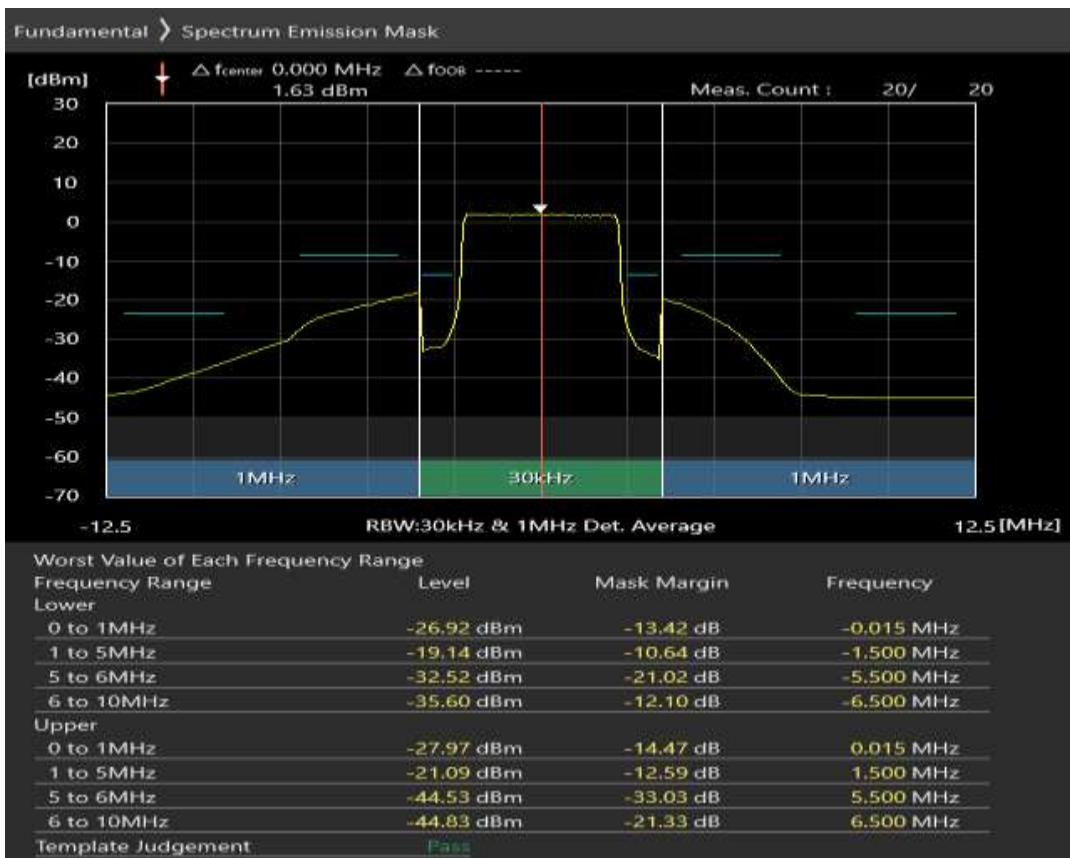 Fundamental ❯ Spectrum Emission Mask
[dBm] △ fcenter 0.000 MHz △ fOOB -----
1.63 dBm Meas. Count : 20/ 20
30
20
10
0
-10
-20
-30
-40
-50
-60
-70
1MHz 30kHz 1MHz
-12.5 RBW:30kHz & 1MHz Det. Average 12.5 [MHz]
Worst Value of Each Frequency Range
Frequency Range Level Mask Margin Frequency
Lower
0 to 1MHz -26.92 dBm -13.42 dB -0.015 MHz
1 to 5MHz -19.14 dBm -10.64 dB -1.500 MHz
5 to 6MHz -32.52 dBm -21.02 dB -5.500 MHz
6 to 10MHz -35.60 dBm -12.10 dB -6.500 MHz
Upper
0 to 1MHz -27.97 dBm -14.47 dB 0.015 MHz
1 to 5MHz -21.09 dBm -12.59 dB 1.500 MHz
5 to 6MHz -44.53 dBm -33.03 dB 5.500 MHz
6 to 10MHz -44.83 dBm -21.33 dB 6.500 MHz
Template Judgement Pass